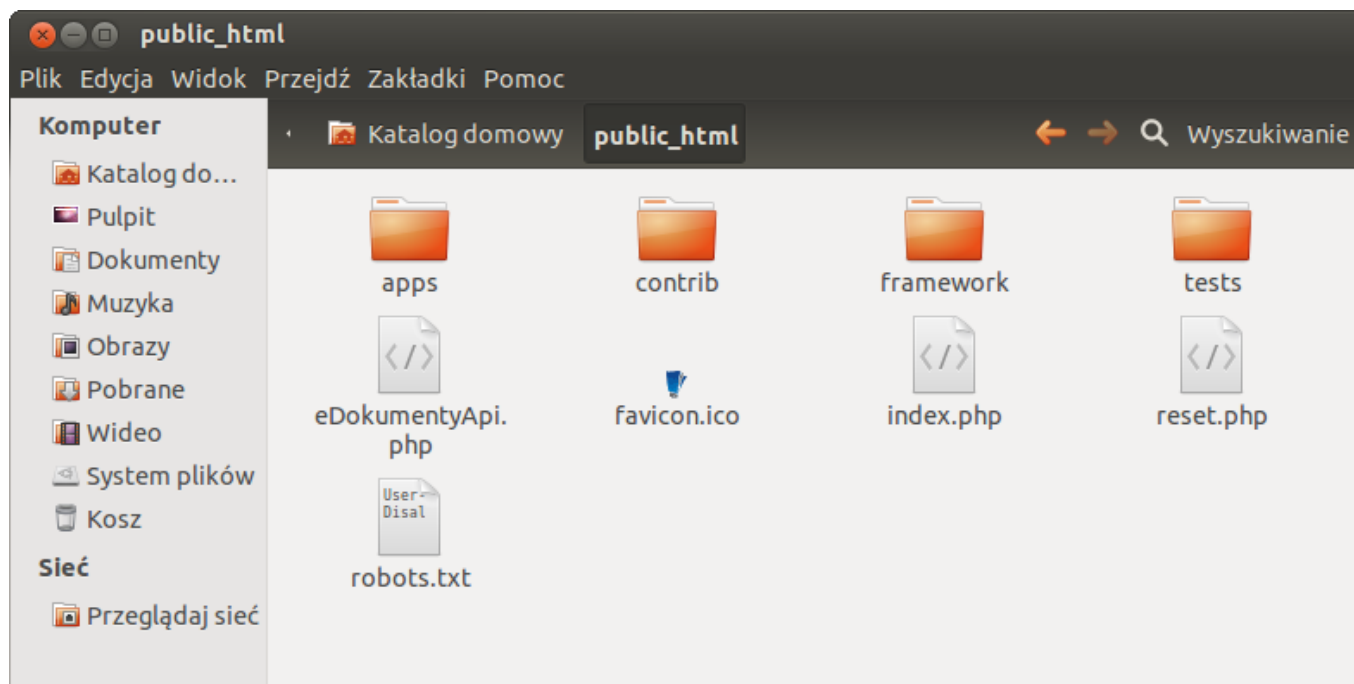 public_html
Plik Edycja Widok Przejdź Zakładki Pomoc
Komputer
Katalog do...
Pulpit
Dokumenty
Muzyka
Obrazy
Pobrane
Wideo
System plików
Kosz
Sieć
Przeglądaj sieć
Katalog domowy public_html Wyszukiwanie
apps contrib framework tests
eDokumentyApi.
php
favicon.ico index.php reset.php
User-
Disal
robots.txt